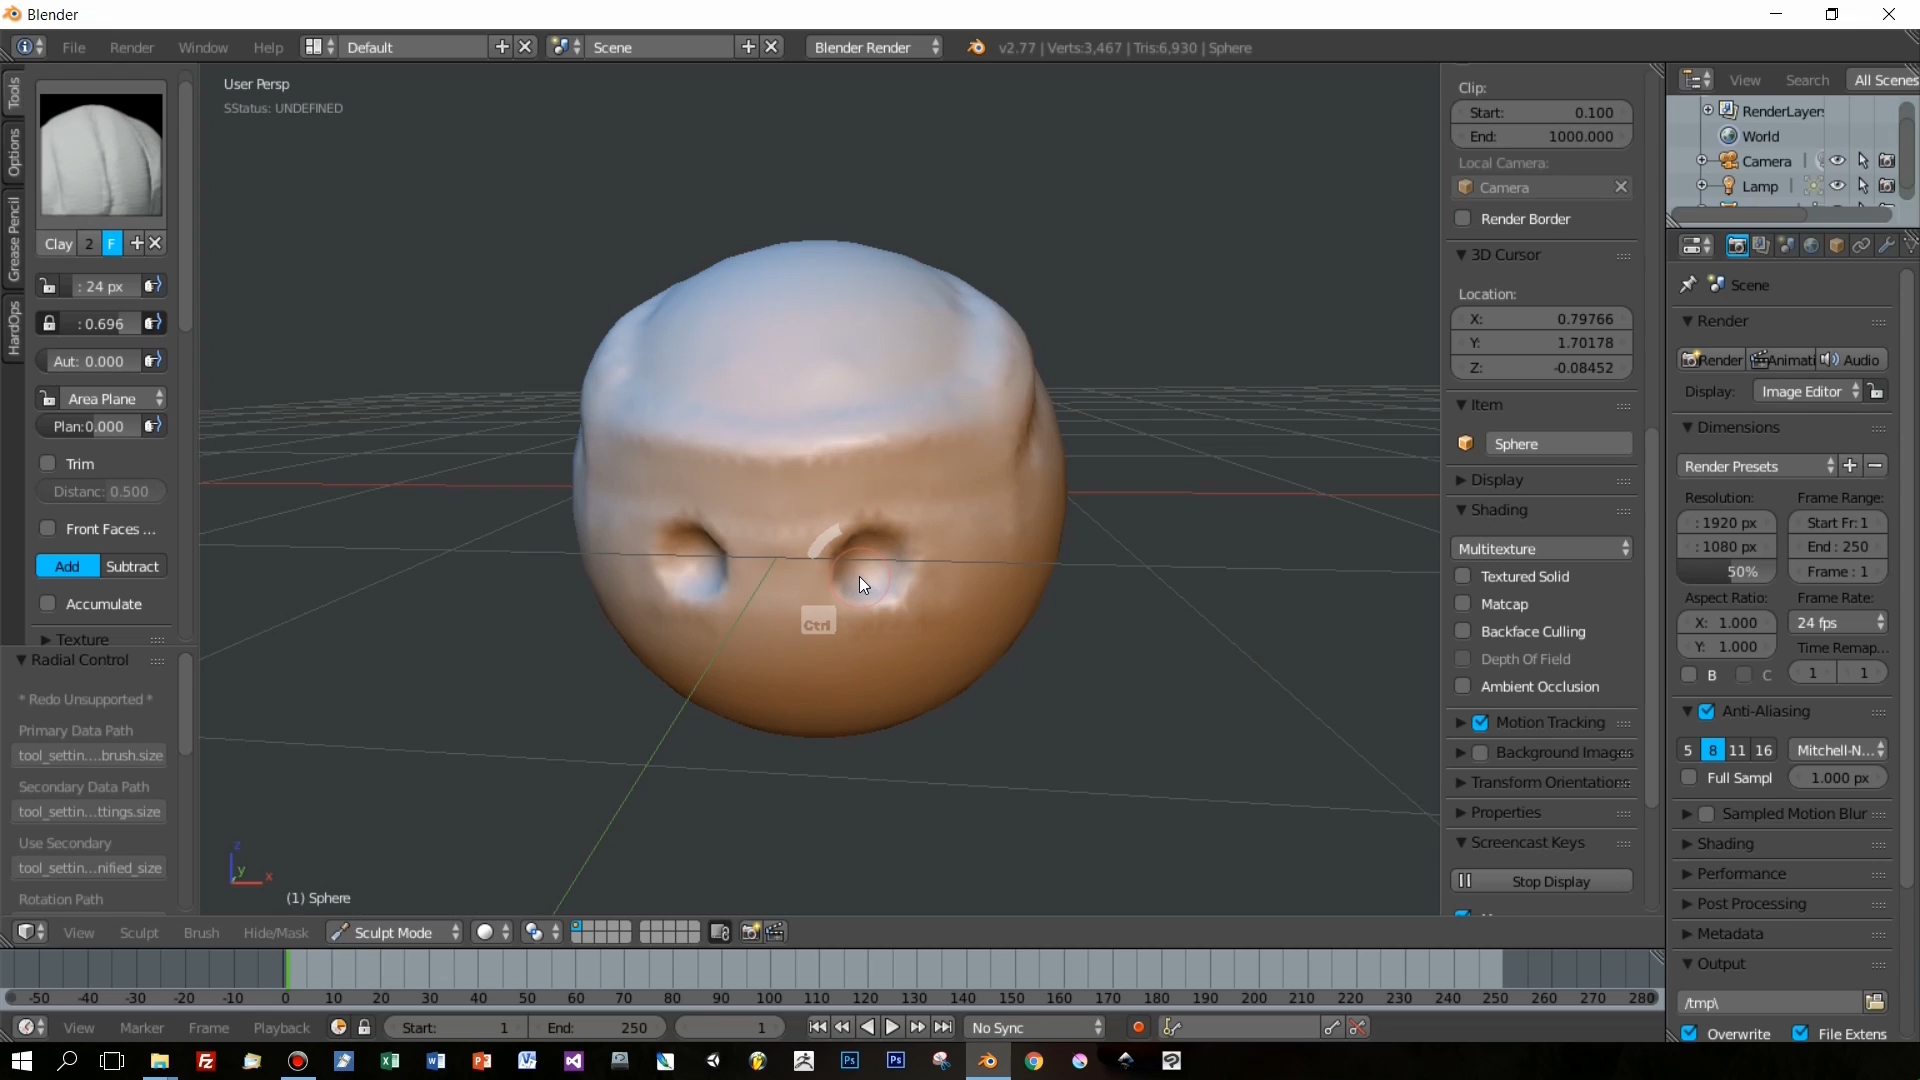 Blender
File Render Window Help Default Scene Blender Render v2.77 | Verts:3,467 | Tris:6,930 | Sphere
Tools
Options
Grease Pencil
HardOps
Clay 2 F
: 24 px
: 0.696
Aut: 0.000
Area Plane
Plan:0.000
Trim
Distanc: 0.500
Front Faces ...
Add Subtract
Accumulate
Texture
Radial Control
* Redo Unsupported *
Primary Data Path
tool_settin....brush.size
Secondary Data Path
tool_settin...ttings.size
Use Secondary
tool_settin...nified_size
Rotation Path
User Persp
SStatus: UNDEFINED
Ctrl
z
y x
(1) Sphere
Clip:
Start: 0.100
End: 1000.000
Local Camera:
Camera
Render Border
3D Cursor
Location:
X: 0.79766
Y: 1.70178
Z: -0.08452
Item
Sphere
Display
Shading
Multitexture
Textured Solid
Matcap
Backface Culling
Depth Of Field
Ambient Occlusion
Motion Tracking
Background Images
Transform Orientations
Properties
Screencast Keys
Stop Display
View Search All Scenes
RenderLayers
World
Camera
Lamp
Scene
Render
Render Animati Audio
Display: Image Editor
Dimensions
Render Presets
Resolution: Frame Range:
: 1920 px Start Fr: 1
: 1080 px End : 250
50% Frame : 1
Aspect Ratio: Frame Rate:
X: 1.000 24 fps
Y: 1.000 Time Remap...
B C 1 1
Anti-Aliasing
5 8 11 16 Mitchell-N...
Full Sampl 1.000 px
Sampled Motion Blur
Shading
Performance
Post Processing
Metadata
Output
/tmp\
Overwrite File Extens
View Sculpt Brush Hide/Mask Sculpt Mode
-50 -40 -30 -20 -10 0 10 20 30 40 50 60 70 80 90 100 110 120 130 140 150 160 170 180 190 200 210 220 230 240 250 260 270 280
View Marker Frame Playback Start: 1 End: 250 1 No Sync